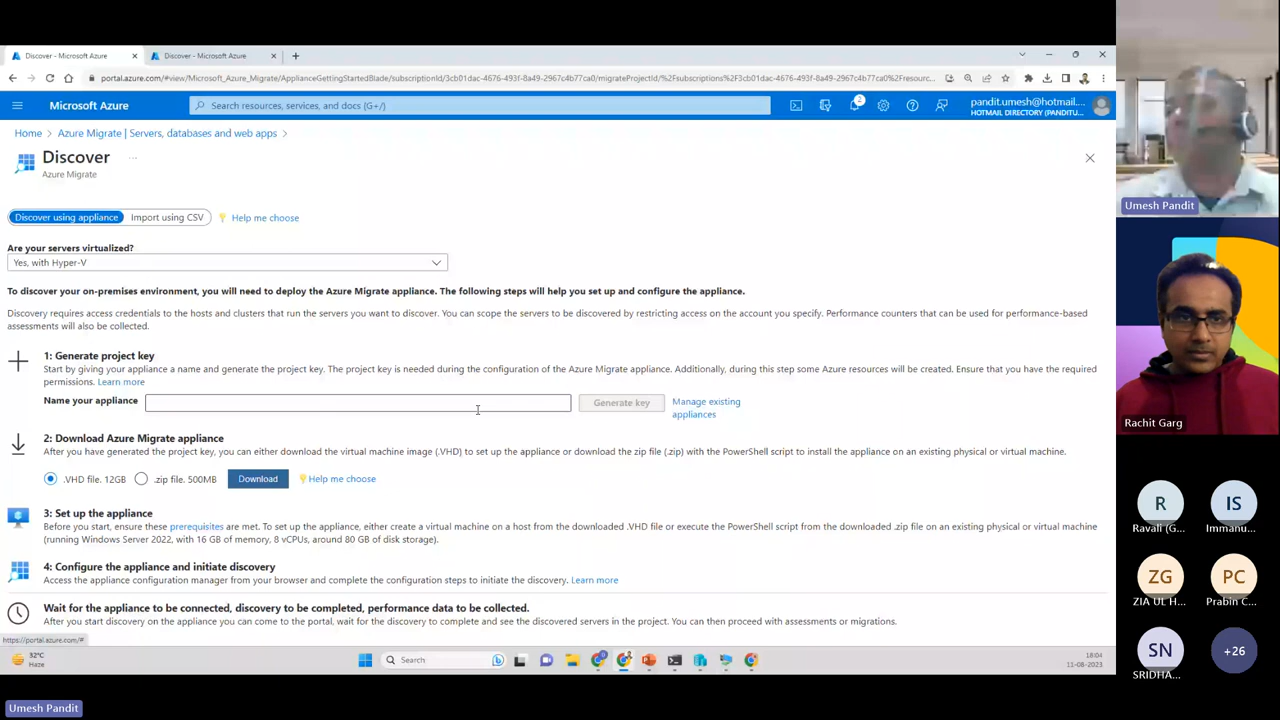 Discover - Microsoft Azure
Discover - Microsoft Azure
portal.azure.com/#view/Microsoft_Azure_Migrate/ApplianceGettingStartedBlade/subscriptionId/3cb01dac-4676-493f-8a49-2967c4b77ca0/migrateProjectId/%2Fsubscriptions%2F3cb01dac-4676-493f-8a49-2967c4b77ca0%2Fresourc...
Microsoft Azure
Search resources, services, and docs (G+/)
2
pandit.umesh@hotmail....
HOTMAIL DIRECTORY (PANDITU...
Home > Azure Migrate | Servers, databases and web apps >
Discover ...
Azure Migrate
Discover using appliance
Import using CSV
Help me choose
Are your servers virtualized?
Yes, with Hyper-V
To discover your on-premises environment, you will need to deploy the Azure Migrate appliance. The following steps will help you set up and configure the appliance.
Discovery requires access credentials to the hosts and clusters that run the servers you want to discover. You can scope the servers to be discovered by restricting access on the account you specify. Performance counters that can be used for performance-based
assessments will also be collected.
1: Generate project key
Start by giving your appliance a name and generate the project key. The project key is needed during the configuration of the Azure Migrate appliance. Additionally, during this step some Azure resources will be created. Ensure that you have the required
permissions. Learn more
Name your appliance
Generate key
Manage existing
appliances
2: Download Azure Migrate appliance
After you have generated the project key, you can either download the virtual machine image (.VHD) to set up the appliance or download the zip file (.zip) with the PowerShell script to install the appliance on an existing physical or virtual machine.
.VHD file. 12GB
.zip file. 500MB
Download
Help me choose
3: Set up the appliance
Before you start, ensure these prerequisites are met. To set up the appliance, either create a virtual machine on a host from the downloaded .VHD file or execute the PowerShell script from the downloaded .zip file on an existing physical or virtual machine
(running Windows Server 2022, with 16 GB of memory, 8 vCPUs, around 80 GB of disk storage).
4: Configure the appliance and initiate discovery
Access the appliance configuration manager from your browser and complete the configuration steps to initiate the discovery. Learn more
Wait for the appliance to be connected, discovery to be completed, performance data to be collected.
After you start discovery on the appliance you can come to the portal, wait for the discovery to complete and see the discovered servers in the project. You can then proceed with assessments or migrations.
https://portal.azure.com/#
32°C
Haze
Search
18:04
11-08-2023
Umesh Pandit
Umesh Pandit
Rachit Garg
R
Ravali (G...
IS
Immanu...
ZG
ZIA UL H...
PC
Prabin C...
SN
SRIDHA...
+26